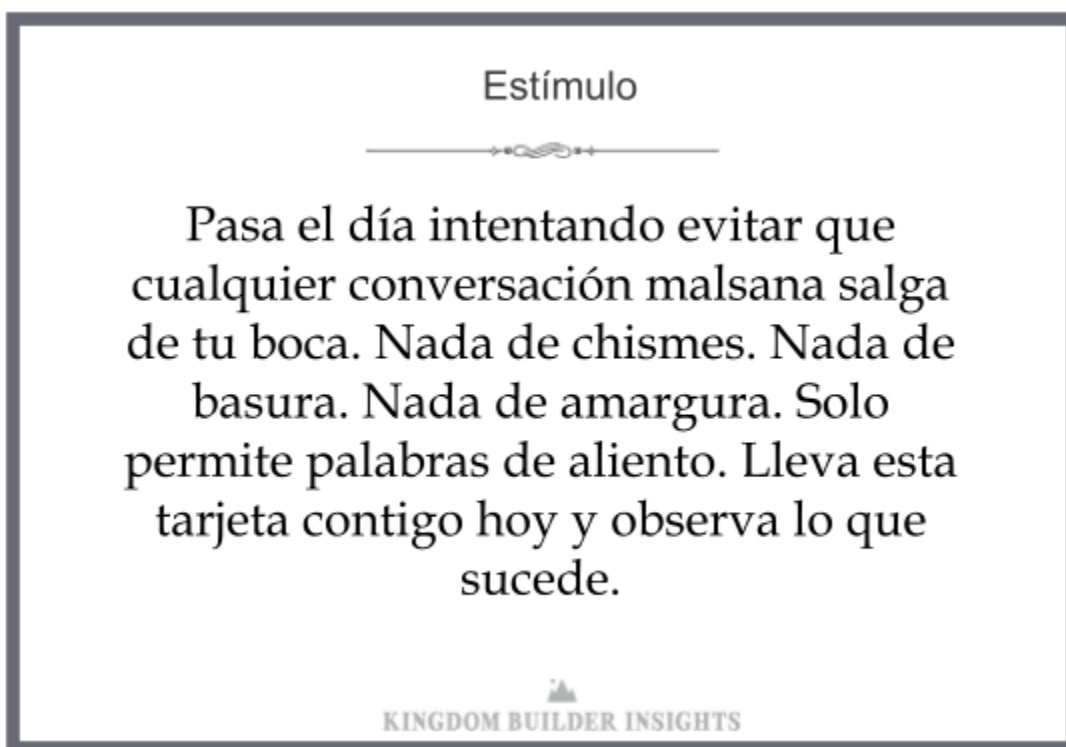 Estímulo
Pasa el día intentando evitar que
cualquier conversación malsana salga
de tu boca. Nada de chismes. Nada de
basura. Nada de amargura. Solo
permite palabras de aliento. Lleva esta
tarjeta contigo hoy y observa lo que
sucede.
KINGDOM BUILDER INSIGHTS